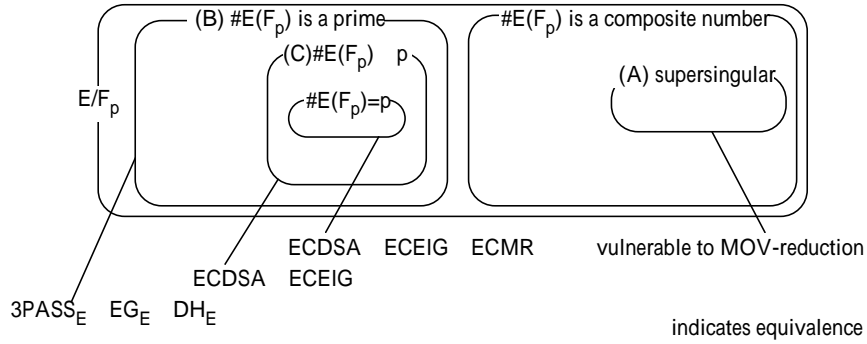 (B) #E(Fp) is a prime #E(Fp) is a composite number
(C)#E(Fp) p
(A) supersingular
E/Fp
#E(Fp)=p
ECDSA ECEIG ECMR vulnerable to MOV-reduction
ECDSA ECEIG
3PASSE EGE DHE
indicates equivalence